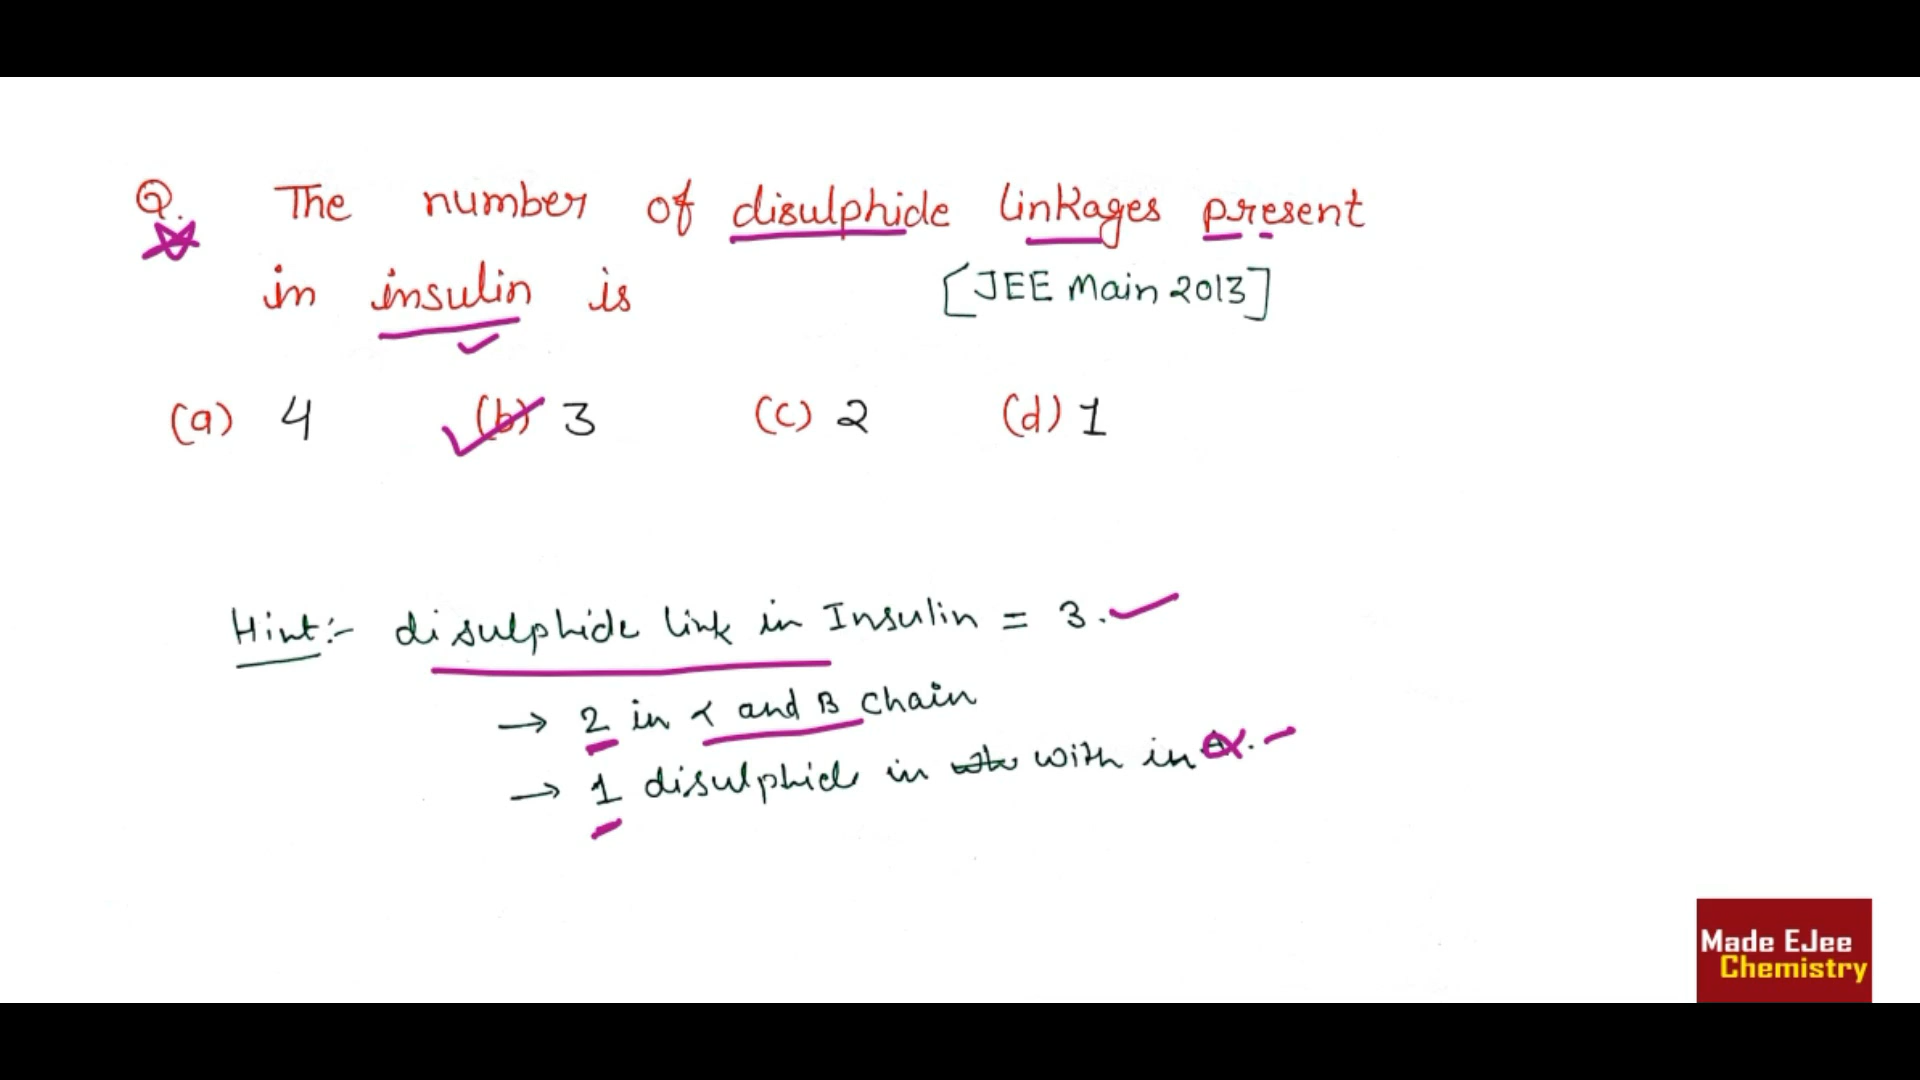 Q. The number of disulphide linkages present
in insulin is [JEE Main 2013]
(a) 4 (b) 3 (c) 2 (d) 1
Hint:- disulphide link in Insulin = 3.
→ 2 in α and B chain
→ 1 disulphide in with in α.
Made EJee
Chemistry